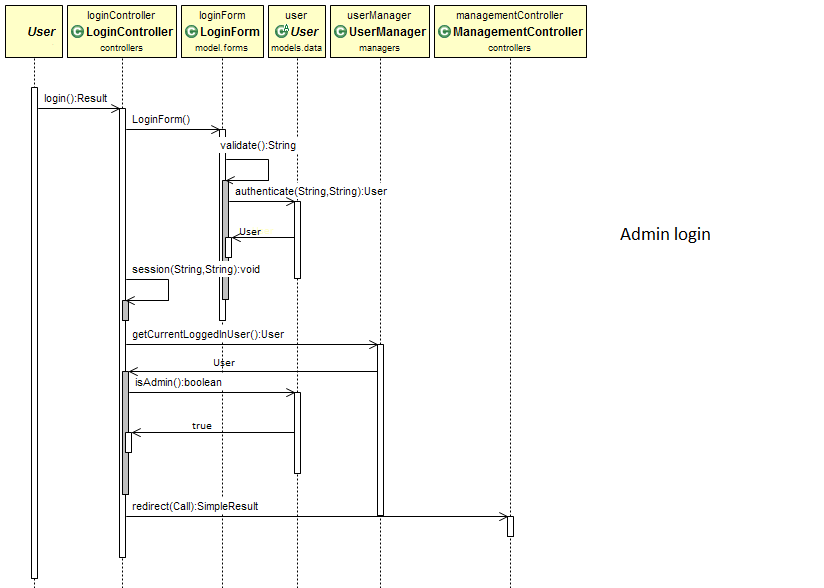 User
loginController
LoginController
controllers
loginForm
LoginForm
model.forms
user
User
models.data
userManager
UserManager
managers
managementController
ManagementController
controllers
login():Result
LoginForm()
validate():String
authenticate(String,String):User
User
Admin login
session(String,String):void
getCurrentLoggedInUser():User
User
isAdmin():boolean
true
redirect(Call):SimpleResult